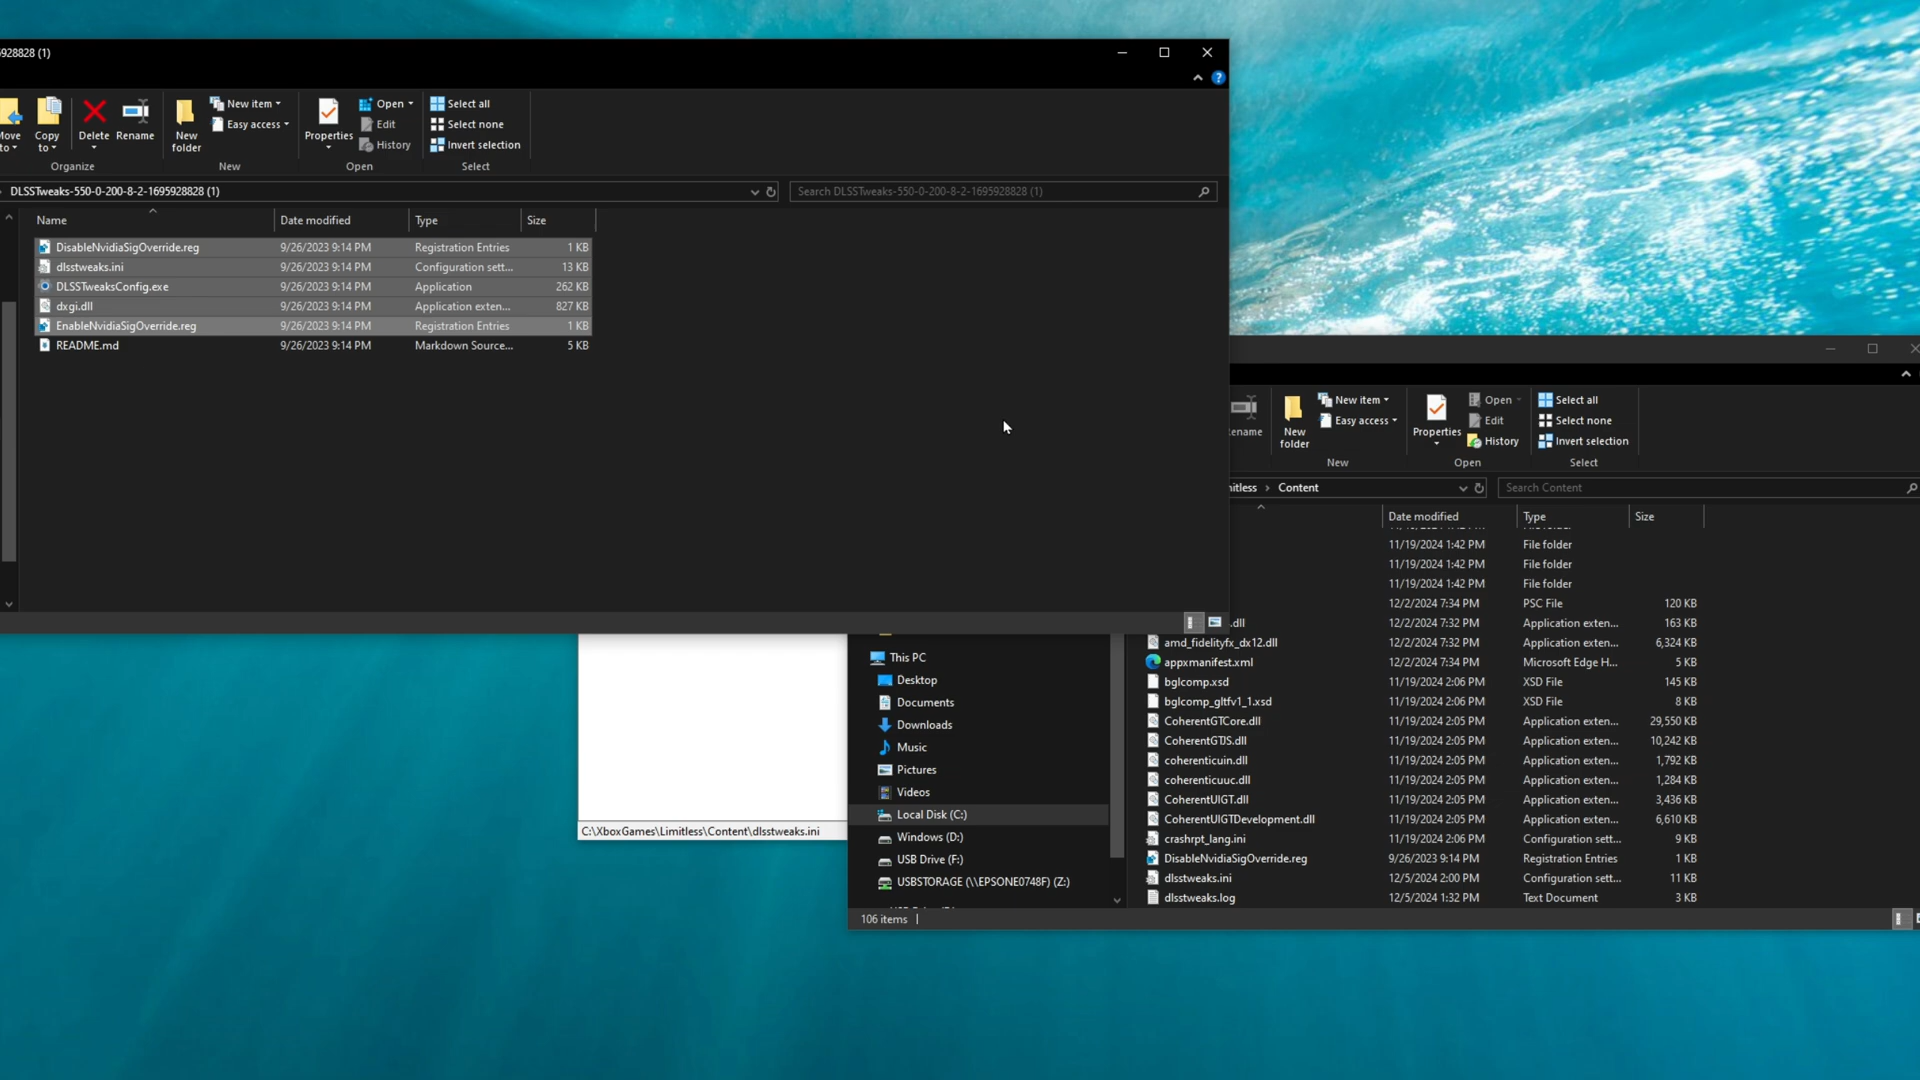 5928828 (1)
Move to
Copy to
Delete
Rename
New folder
New item
Easy access
Properties
Open
Edit
History
Select all
Select none
Invert selection
Organize
New
Open
Select
DLSSTweaks-550-0-200-8-2-1695928828 (1)
Search DLSSTweaks-550-0-200-8-2-1695928828 (1)
Name Date modified Type Size
DisableNvidiaSigOverride.reg 9/26/2023 9:14 PM Registration Entries 1 KB
dlsstweaks.ini 9/26/2023 9:14 PM Configuration sett... 13 KB
DLSSTweaksConfig.exe 9/26/2023 9:14 PM Application 262 KB
dxgi.dll 9/26/2023 9:14 PM Application exten... 827 KB
EnableNvidiaSigOverride.reg 9/26/2023 9:14 PM Registration Entries 1 KB
README.md 9/26/2023 9:14 PM Markdown Source... 5 KB
ename
New folder
New item
Easy access
Properties
Open
Edit
History
Select all
Select none
Invert selection
New
Open
Select
nitless > Content
Search Content
Date modified Type Size
11/19/2024 1:42 PM File folder
11/19/2024 1:42 PM File folder
11/19/2024 1:42 PM File folder
12/2/2024 7:34 PM PSC File 120 KB
.dll 12/2/2024 7:32 PM Application exten... 163 KB
amd_fidelityfx_dx12.dll 12/2/2024 7:32 PM Application exten... 6,324 KB
appxmanifest.xml 12/2/2024 7:34 PM Microsoft Edge H... 5 KB
bglcomp.xsd 11/19/2024 2:06 PM XSD File 145 KB
bglcomp_gltfv1_1.xsd 11/19/2024 2:06 PM XSD File 8 KB
CoherentGTCore.dll 11/19/2024 2:05 PM Application exten... 29,550 KB
CoherentGTJS.dll 11/19/2024 2:05 PM Application exten... 10,242 KB
coherenticuin.dll 11/19/2024 2:05 PM Application exten... 1,792 KB
coherenticuuc.dll 11/19/2024 2:05 PM Application exten... 1,284 KB
CoherentUIGT.dll 11/19/2024 2:05 PM Application exten... 3,436 KB
CoherentUIGTDevelopment.dll 11/19/2024 2:05 PM Application exten... 6,610 KB
crashrpt_lang.ini 11/19/2024 2:06 PM Configuration sett... 9 KB
DisableNvidiaSigOverride.reg 9/26/2023 9:14 PM Registration Entries 1 KB
dlsstweaks.ini 12/5/2024 2:00 PM Configuration sett... 11 KB
dlsstweaks.log 12/5/2024 1:32 PM Text Document 3 KB
This PC
Desktop
Documents
Downloads
Music
Pictures
Videos
Local Disk (C:)
Windows (D:)
USB Drive (F:)
USBSTORAGE (\\EPSONE0748F) (Z:)
106 items
C:\XboxGames\Limitless\Content\dlsstweaks.ini